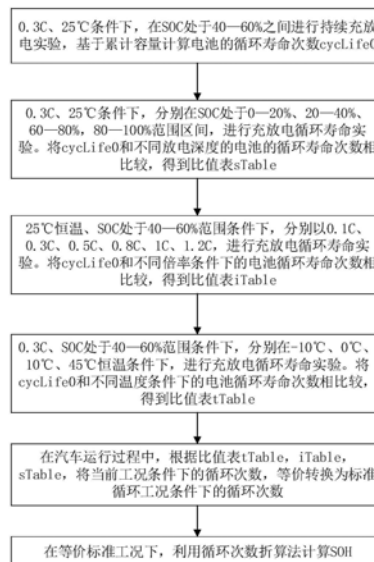 0.3C、25℃条件下，在SOC处于40—60%之间进行持续充放
电实验，基于累计容量计算电池的循环寿命次数cycLife0
0.3C、25℃条件下，分别在SOC处于0—20%、20—40%、
60—80%，80—100%范围区间，进行充放电循环寿命实
验。将cycLife0和不同放电深度的电池的循环寿命次数相
比较，得到比值表sTable
25℃恒温、SOC处于40—60%范围条件下，分别以0.1C、
0.3C、0.5C、0.8C、1C、1.2C，进行充放电循环寿命实
验。将cycLife0和不同倍率条件下的电池循环寿命次数相
比较，得到比值表iTable
0.3C、SOC处于40—60%范围条件下，分别在-10℃、0℃、
10℃、45℃恒温条件下，进行充放电循环寿命实验。将
cycLife0和不同温度条件下的电池循环寿命次数相比较，
得到比值表tTable
在汽车运行过程中，根据比值表tTable，iTable，
sTable，将当前工况条件下的循环次数，等价转换为标准
循环工况条件下的循环次数
在等价标准工况下，利用循环次数折算法计算SOH